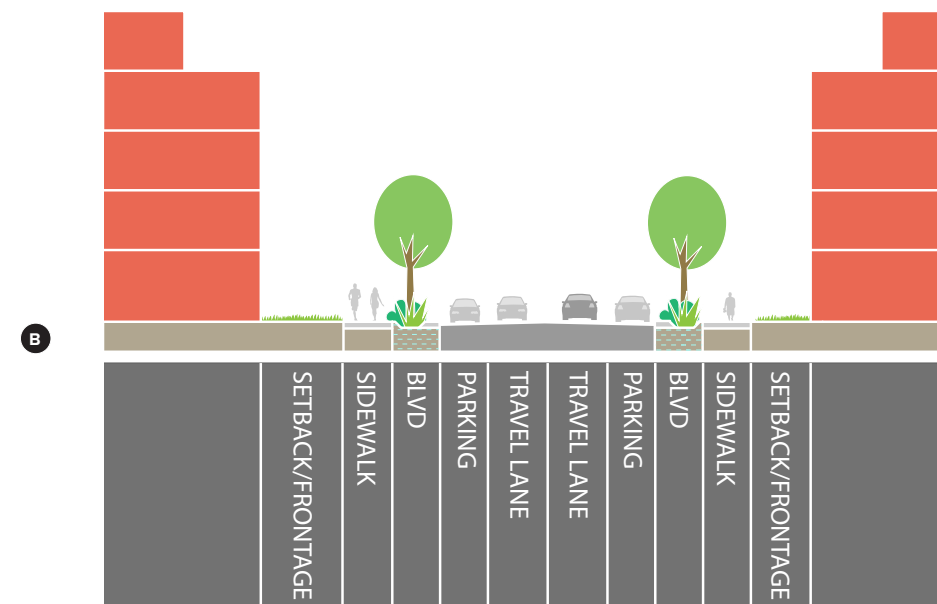 B
SETBACK/FRONTAGE
SIDEWALK
BLVD
PARKING
TRAVEL LANE
TRAVEL LANE
PARKING
BLVD
SIDEWALK
SETBACK/FRONTAGE